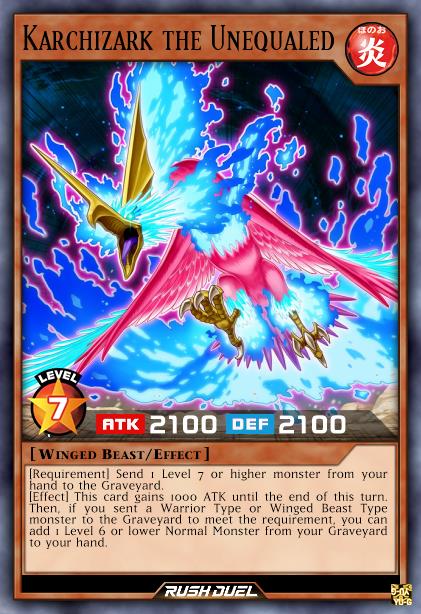 Karchizark the Unequaled
ほのお
炎
LEVEL
7
ATK 2100 DEF 2100
[Winged Beast/Effect]
[Requirement] Send 1 Level 7 or higher monster from your
hand to the Graveyard.
[Effect] This card gains 1000 ATK until the end of this turn.
Then, if you sent a Warrior Type or Winged Beast Type
monster to the Graveyard to meet the requirement, you can
add 1 Level 6 or lower Normal Monster from your Graveyard
to your hand.
RUSH DUEL